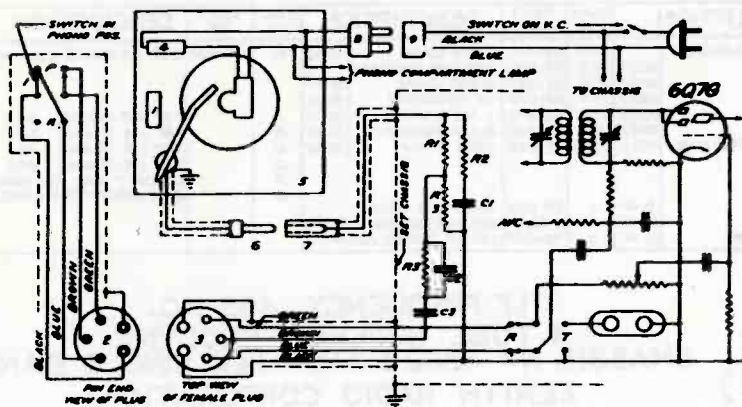 SWITCH IN
PHONO POS.
SWITCH ON V.C.
BLACK
BLUE
PHONO COMPARTMENT LAMP
TO CHASSIS
6Q7G
4
1
5
8
9
R.
R1
R2
R
3
C1
R3
C3
SET CHASSIS
AVC
6
7
BLACK
BLUE
BROWN
GREEN
2
3
GREEN
BROWN
BLUE
BLACK
R
T
PIN END
VIEW OF PLUG
TOP VIEW
OF FEMALE PLUG